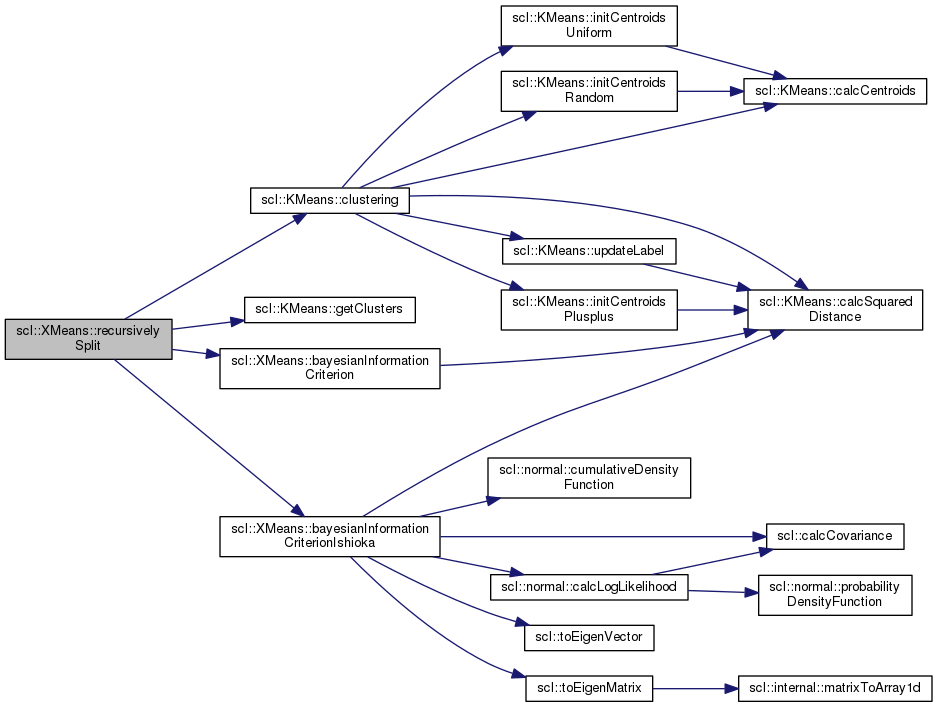 scl::XMeans::recursively
Split
scl::KMeans::clustering
scl::KMeans::initCentroids
Uniform
scl::KMeans::initCentroids
Random
scl::KMeans::calcCentroids
scl::KMeans::updateLabel
scl::KMeans::initCentroids
Plusplus
scl::KMeans::calcSquared
Distance
scl::KMeans::getClusters
scl::XMeans::bayesianInformation
Criterion
scl::XMeans::bayesianInformation
CriterionIshioka
scl::normal::cumulativeDensity
Function
scl::calcCovariance
scl::normal::calcLogLikelihood
scl::normal::probability
DensityFunction
scl::toEigenVector
scl::toEigenMatrix
scl::internal::matrixToArray1d